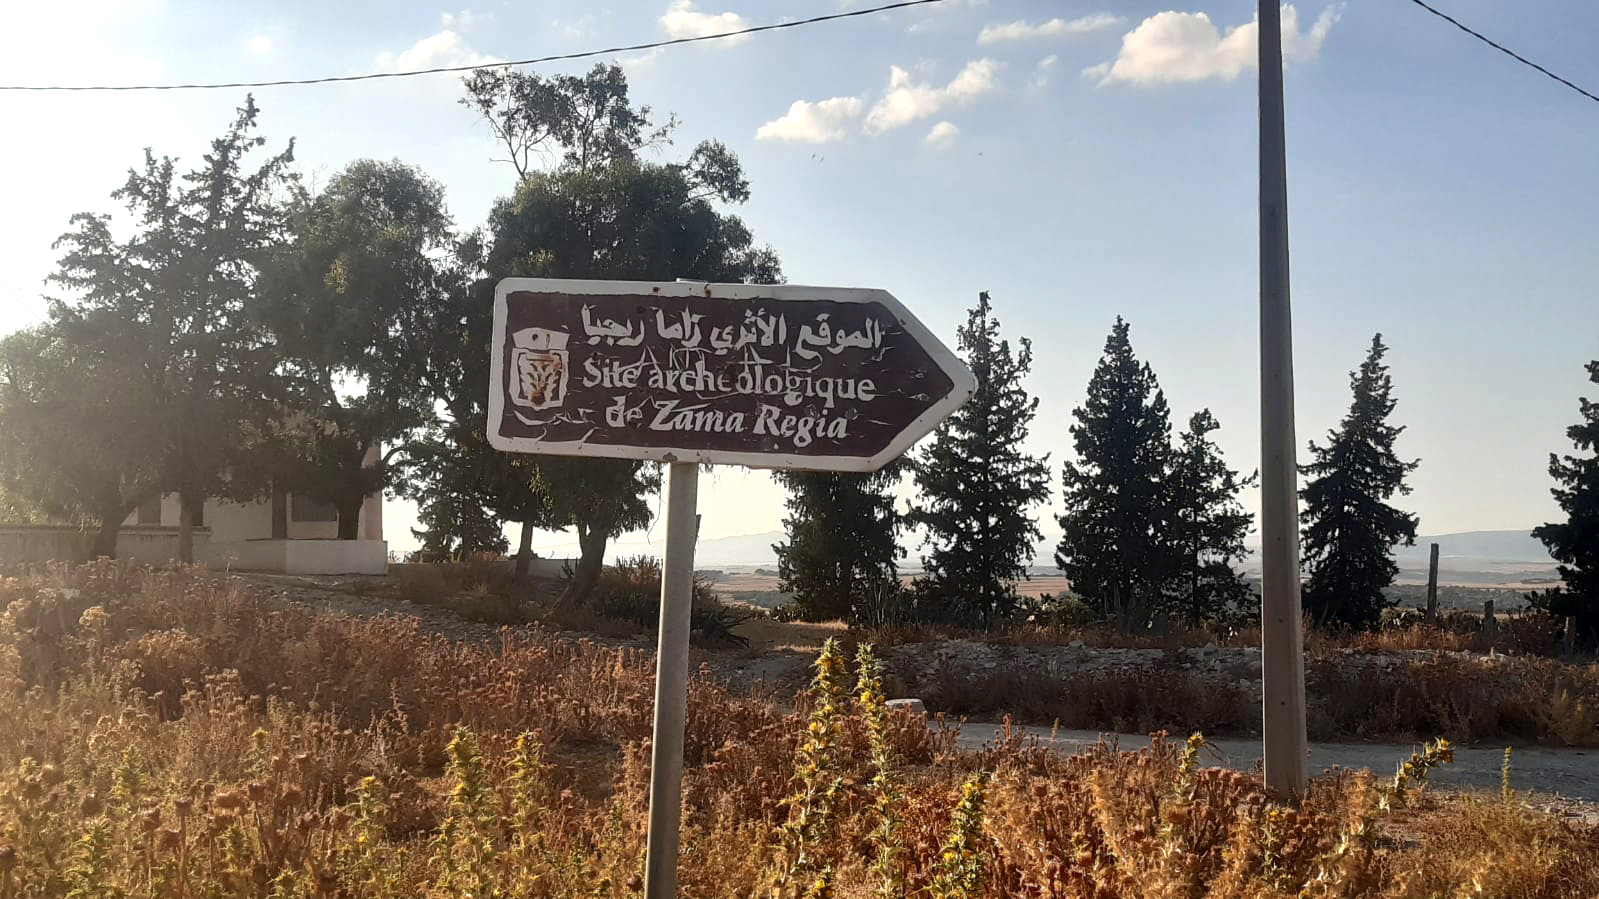 الموقع الأثري زاما ريجيا
Site archéologique
de Zama Regia